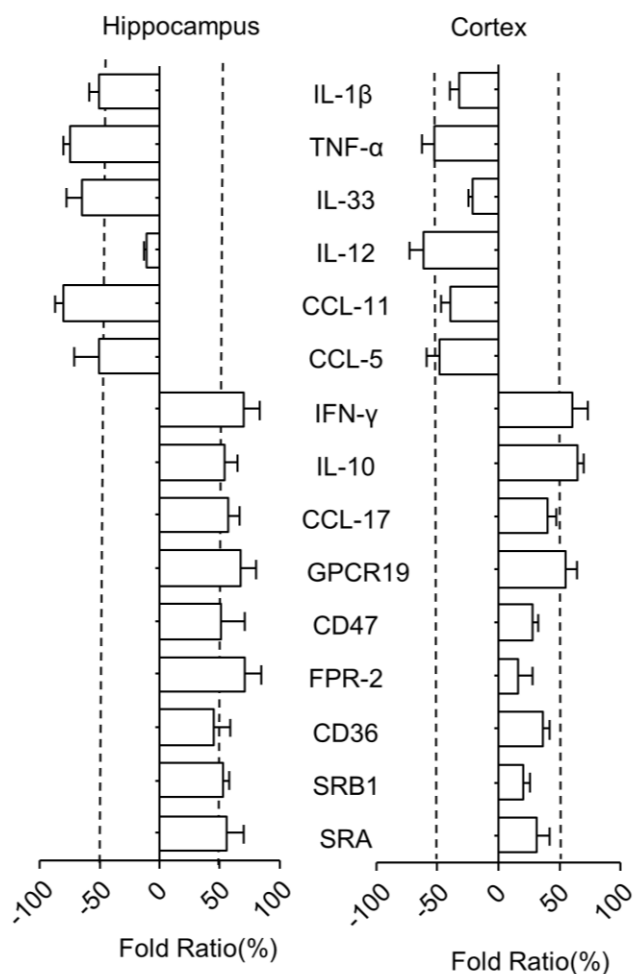 Hippocampus
Cortex
IL-1β
TNF-α
IL-33
IL-12
CCL-11
CCL-5
IFN-γ
IL-10
CCL-17
GPCR19
CD47
FPR-2
CD36
SRB1
SRA
-100 -50 0 50 100
-100 -50 0 50 100
Fold Ratio(%)
Fold Ratio(%)